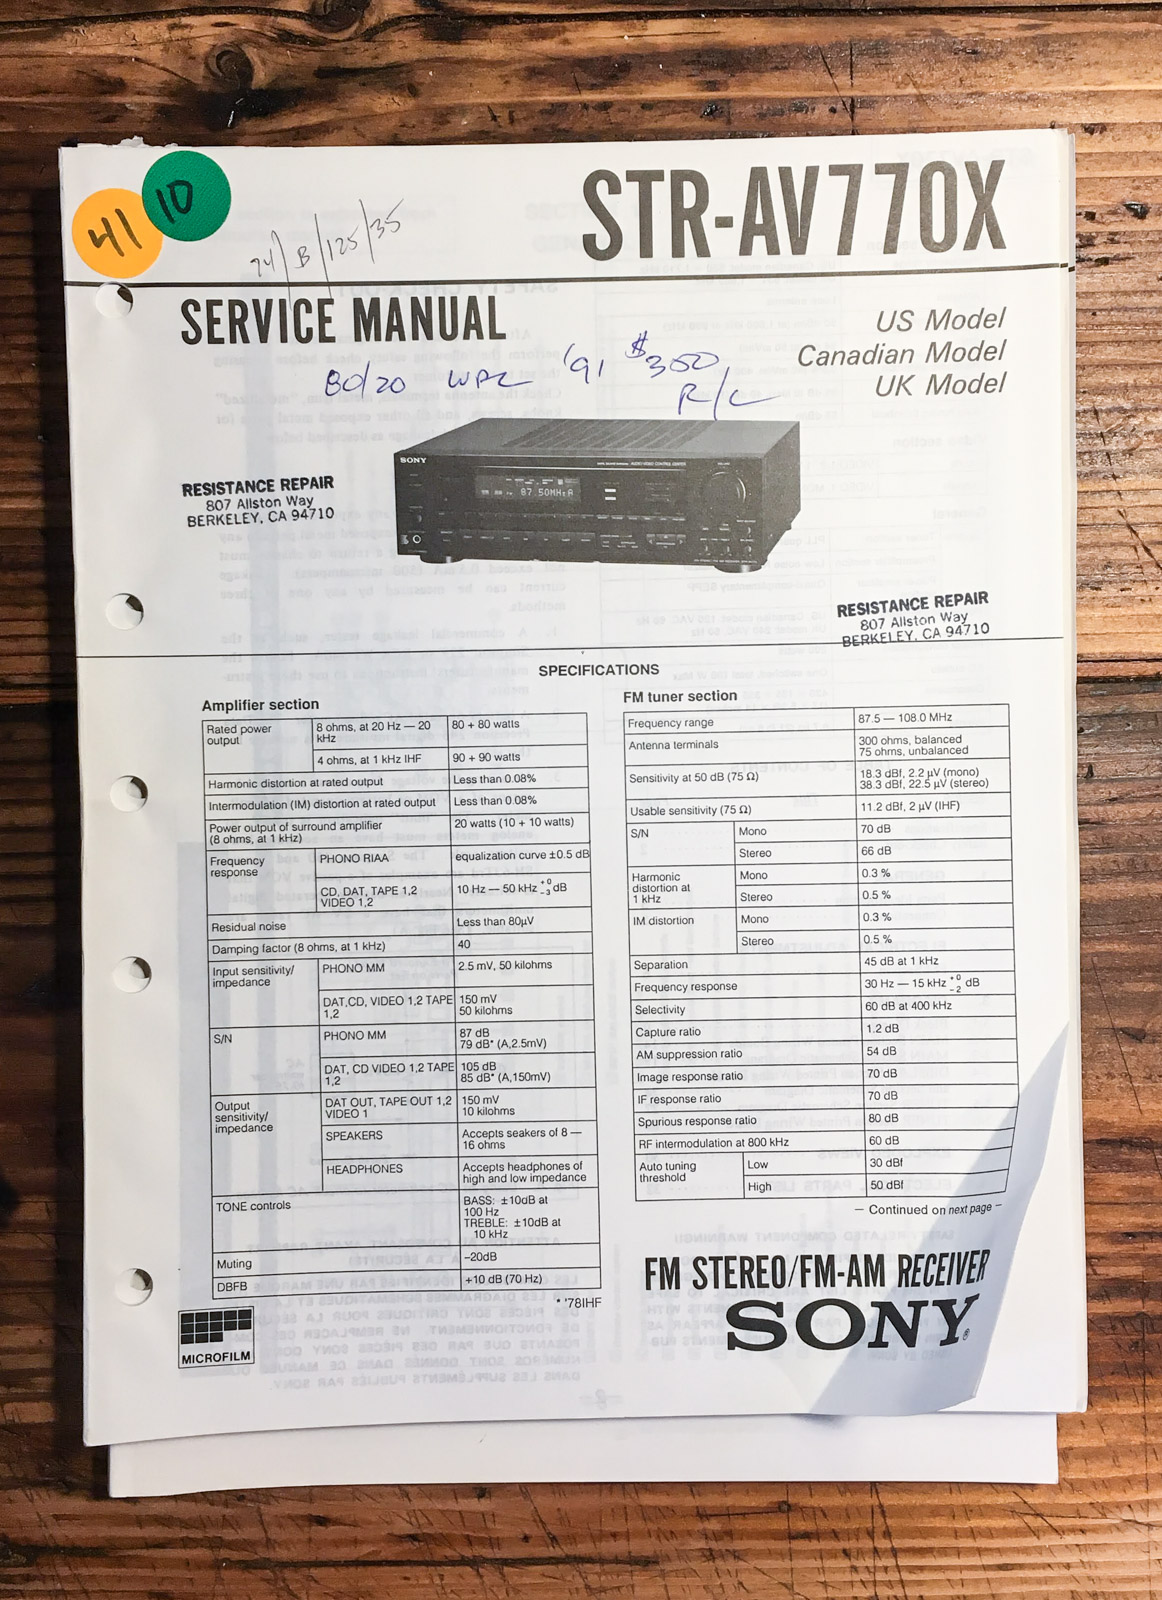 41
10
STR-AV770X
B/125/35
SERVICE MANUAL
US Model
Canadian Model
UK Model
80/20 WPC '91 $300
R/C
SONY
AUDIO/VIDEO CONTROL CENTER
87.50MHz A
RESISTANCE REPAIR
807 Allston Way
BERKELEY, CA 94710
RESISTANCE REPAIR
807 Allston Way
BERKELEY, CA 94710
SPECIFICATIONS
Amplifier section
Rated power output
8 ohms, at 20 Hz — 20 kHz
80 + 80 watts
4 ohms, at 1 kHz IHF
90 + 90 watts
Harmonic distortion at rated output
Less than 0.08%
Intermodulation (IM) distortion at rated output
Less than 0.08%
Power output of surround amplifier
(8 ohms, at 1 kHz)
20 watts (10 + 10 watts)
Frequency response
PHONO RIAA
equalization curve ±0.5 dB
CD, DAT, TAPE 1,2
VIDEO 1,2
10 Hz — 50 kHz +0 -3 dB
Residual noise
Less than 80µV
Damping factor (8 ohms, at 1 kHz)
40
Input sensitivity/
impedance
PHONO MM
2.5 mV, 50 kilohms
DAT,CD, VIDEO 1,2 TAPE
1,2
150 mV
50 kilohms
S/N
PHONO MM
87 dB
79 dB* (A,2.5mV)
DAT, CD VIDEO 1,2 TAPE
1,2
105 dB
85 dB* (A,150mV)
Output
sensitivity/
impedance
DAT OUT, TAPE OUT 1,2
VIDEO 1
150 mV
10 kilohms
SPEAKERS
Accepts seakers of 8 —
16 ohms
HEADPHONES
Accepts headphones of
high and low impedance
TONE controls
BASS: ±10dB at
100 Hz
TREBLE: ±10dB at
10 kHz
Muting
–20dB
DBFB
+10 dB (70 Hz)
* '78IHF
MICROFILM
FM tuner section
Frequency range
87.5 — 108.0 MHz
Antenna terminals
300 ohms, balanced
75 ohms, unbalanced
Sensitivity at 50 dB (75 Ω)
18.3 dBf, 2.2 µV (mono)
38.3 dBf, 22.5 µV (stereo)
Usable sensitivity (75 Ω)
11.2 dBf, 2 µV (IHF)
S/N
Mono
70 dB
Stereo
66 dB
Harmonic
distortion at
1 kHz
Mono
0.3 %
Stereo
0.5 %
IM distortion
Mono
0.3 %
Stereo
0.5 %
Separation
45 dB at 1 kHz
Frequency response
30 Hz — 15 kHz +0 -2 dB
Selectivity
60 dB at 400 kHz
Capture ratio
1.2 dB
AM suppression ratio
54 dB
Image response ratio
70 dB
IF response ratio
70 dB
Spurious response ratio
80 dB
RF intermodulation at 800 kHz
60 dB
Auto tuning
threshold
Low
30 dBf
High
50 dBf
— Continued on next page —
FM STEREO/FM-AM RECEIVER
SONY®